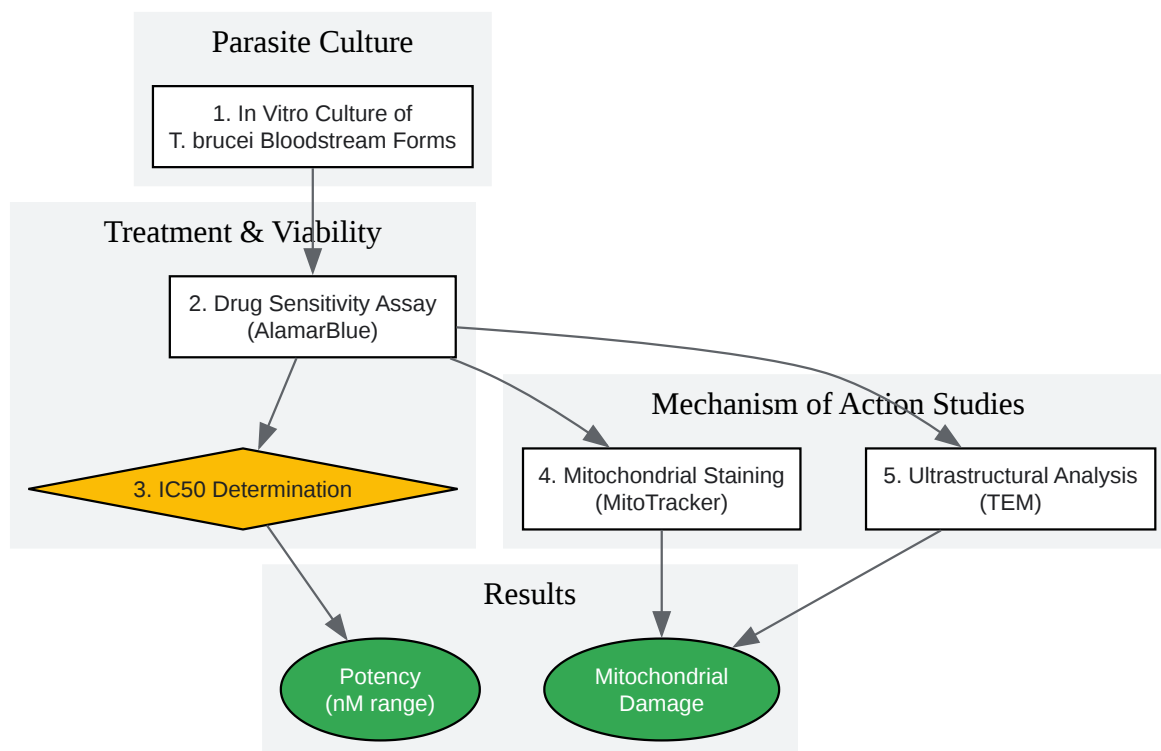 Parasite Culture
1. In Vitro Culture of
T. brucei Bloodstream Forms
Treatment & Viability
2. Drug Sensitivity Assay
(AlamarBlue)
Mechanism of Action Studies
3. IC50 Determination
4. Mitochondrial Staining
(MitoTracker)
5. Ultrastructural Analysis
(TEM)
Results
Potency
(nM range)
Mitochondrial
Damage